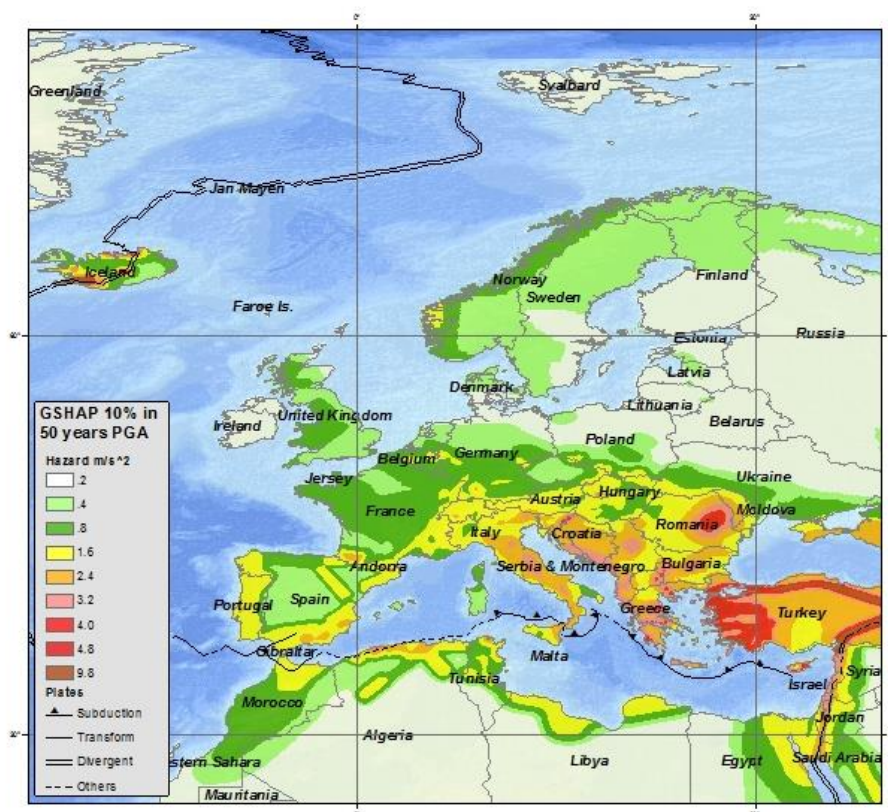 0°
Svalbard
Greenland
Jan Mayen
Iceland
Norway
Finland
Sweden
Faroe Is.
Russia
Estonia
Latvia
Denmark
Lithuania
GSHAP 10% in
50 years PGA
Hazard m/s^2
.2
.4
.8
1.6
2.4
3.2
4.0
4.8
9.8
Plates
Subduction
Transform
Divergent
Others
United Kingdom
Ireland
Belarus
Poland
Germany
Belgium
Jersey
Ukraine
Hungary
Moldova
Austria
France
Romania
Italy
Croatia
Andorra
Serbia & Montenegro
Bulgaria
Portugal
Spain
Greece
Turkey
Gibraltar
Malta
Syria
Tunisia
Israel
Morocco
Jordan
Algeria
estern Sahara
Libya
Egypt
Saudi Arabia
Mauritania